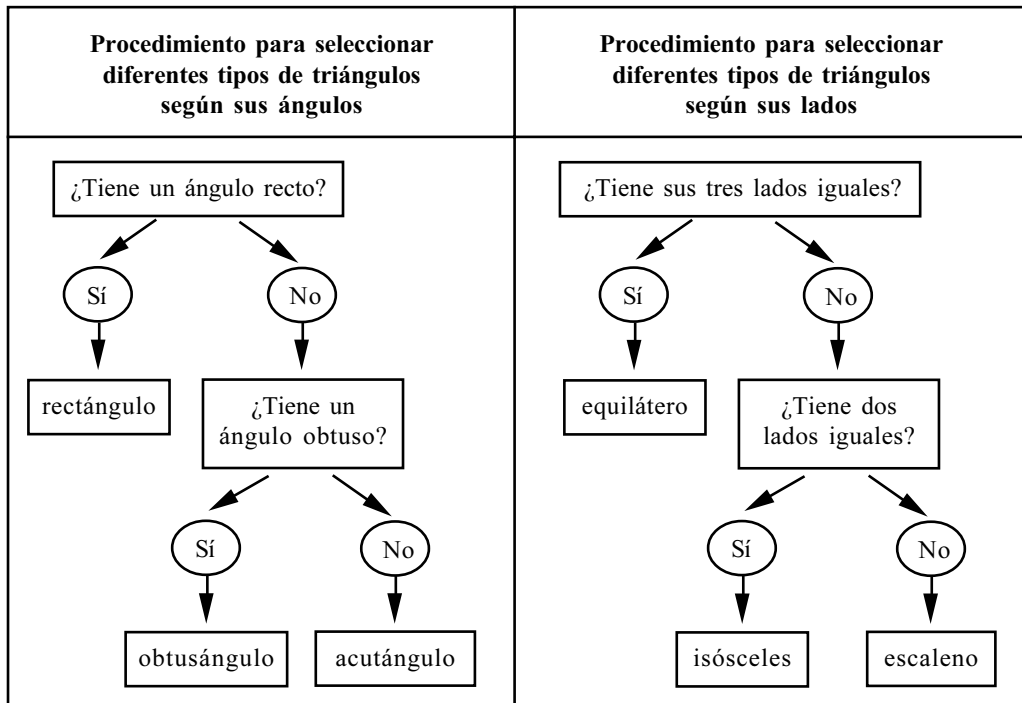 Procedimiento para seleccionar
diferentes tipos de triángulos
según sus ángulos
¿Tiene un ángulo recto?
Sí
No
rectángulo
¿Tiene un
ángulo obtuso?
Sí
No
obtusángulo
acutángulo
Procedimiento para seleccionar
diferentes tipos de triángulos
según sus lados
¿Tiene sus tres lados iguales?
Sí
No
equilátero
¿Tiene dos
lados iguales?
Sí
No
isósceles
escaleno